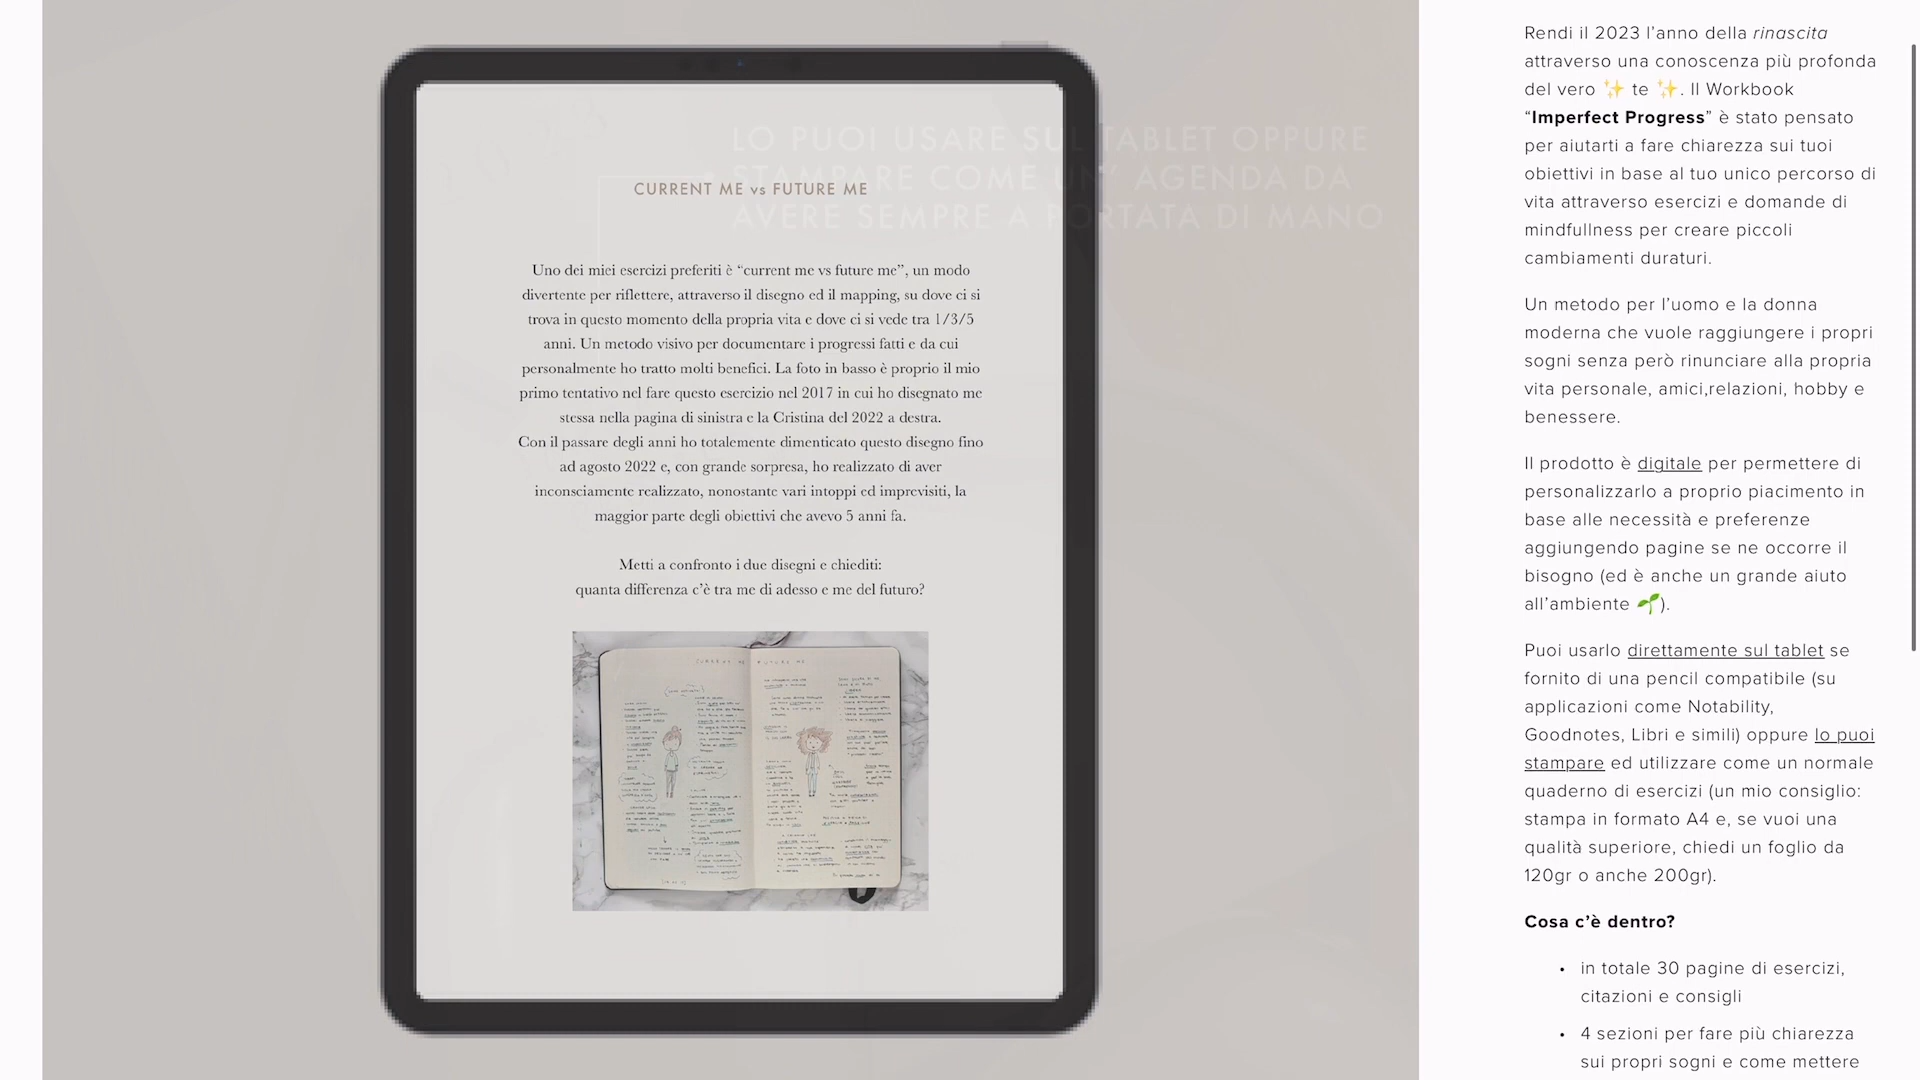 LO PUOI USARE SUL TABLET OPPURE
STAMPARE COME UN' AGENDA DA
AVERE SEMPRE A PORTATA DI MANO
CURRENT ME vs FUTURE ME
Uno dei miei esercizi preferiti è “current me vs future me”, un modo
divertente per riflettere, attraverso il disegno ed il mapping, su dove ci si
trova in questo momento della propria vita e dove ci si vede tra 1/3/5
anni. Un metodo visivo per documentare i progressi fatti e da cui
personalmente ho tratto molti benefici. La foto in basso è proprio il mio
primo tentativo nel fare questo esercizio nel 2017 in cui ho disegnato me
stessa nella pagina di sinistra e la Cristina del 2022 a destra.
Con il passare degli anni ho totalemente dimenticato questo disegno fino
ad agosto 2022 e, con grande sorpresa, ho realizzato di aver
inconsciamente realizzato, nonostante vari intoppi ed imprevisiti, la
maggior parte degli obiettivi che avevo 5 anni fa.
Metti a confronto i due disegni e chiediti:
quanta differenza c’è tra me di adesso e me del futuro?
CURRENT ME
FUTURE ME
Rendi il 2023 l’anno della rinascita
attraverso una conoscenza più profonda
del vero ✨ te ✨. Il Workbook
“Imperfect Progress” è stato pensato
per aiutarti a fare chiarezza sui tuoi
obiettivi in base al tuo unico percorso di
vita attraverso esercizi e domande di
mindfullness per creare piccoli
cambiamenti duraturi.
Un metodo per l’uomo e la donna
moderna che vuole raggiungere i propri
sogni senza però rinunciare alla propria
vita personale, amici,relazioni, hobby e
benessere.
Il prodotto è digitale per permettere di
personalizzarlo a proprio piacimento in
base alle necessità e preferenze
aggiungendo pagine se ne occorre il
bisogno (ed è anche un grande aiuto
all’ambiente 🌱).
Puoi usarlo direttamente sul tablet se
fornito di una pencil compatibile (su
applicazioni come Notability,
Goodnotes, Libri e simili) oppure lo puoi
stampare ed utilizzare come un normale
quaderno di esercizi (un mio consiglio:
stampa in formato A4 e, se vuoi una
qualità superiore, chiedi un foglio da
120gr o anche 200gr).
Cosa c’è dentro?
• in totale 30 pagine di esercizi,
citazioni e consigli
• 4 sezioni per fare più chiarezza
sui propri sogni e come mettere